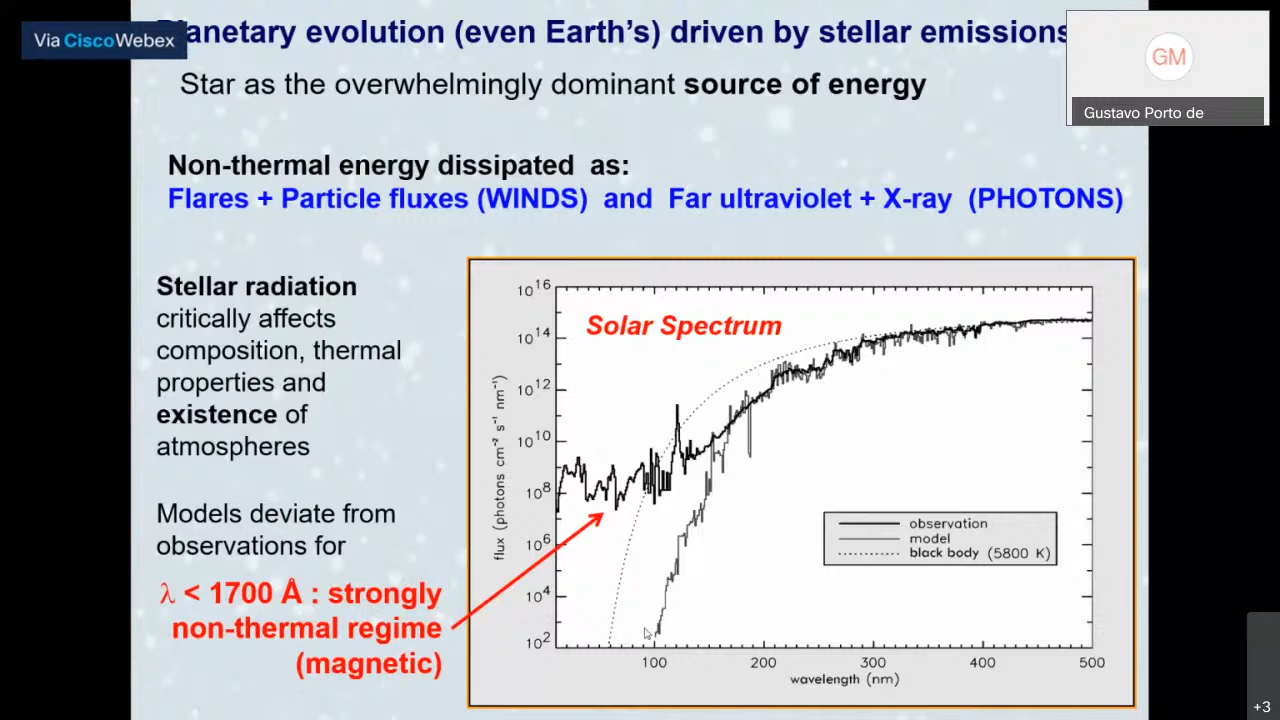 lanetary evolution (even Earth's) driven by stellar emissions
Via Cisco Webex
GM
Gustavo Porto de
Star as the overwhelmingly dominant source of energy
Non-thermal energy dissipated as:
Flares + Particle fluxes (WINDS) and Far ultraviolet + X-ray (PHOTONS)
Stellar radiation
critically affects
composition, thermal
properties and
existence of
atmospheres
Models deviate from
observations for
λ < 1700 Å : strongly
non-thermal regime
(magnetic)
Solar Spectrum
10^16
10^14
10^12
10^10
10^8
10^6
10^4
10^2
flux (photons cm^-2 s^-1 nm^-1)
observation
model
black body (5800 K)
100 200 300 400 500
wavelength (nm)
+3